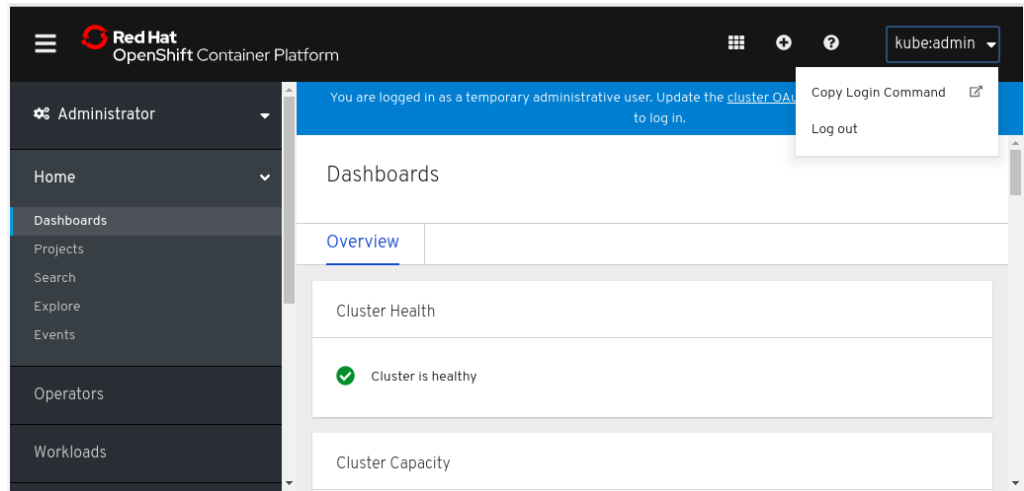 Red Hat
OpenShift Container Platform
kube:admin
Copy Login Command
Log out
Administrator
Home
Dashboards
Projects
Search
Explore
Events
Operators
Workloads
You are logged in as a temporary administrative user. Update the cluster OAu
to log in.
Dashboards
Overview
Cluster Health
Cluster is healthy
Cluster Capacity